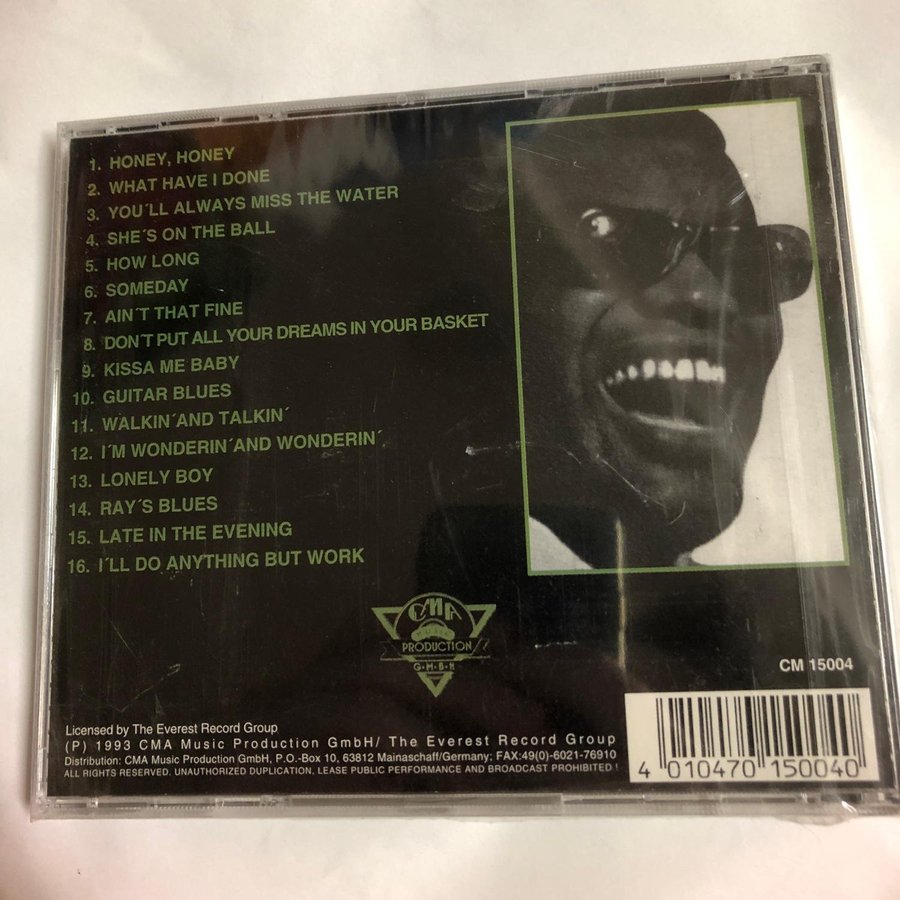 1. HONEY, HONEY
2. WHAT HAVE I DONE
3. YOU´LL ALWAYS MISS THE WATER
4. SHE´S ON THE BALL
5. HOW LONG
6. SOMEDAY
7. AIN´T THAT FINE
8. DON´T PUT ALL YOUR DREAMS IN YOUR BASKET
9. KISSA ME BABY
10. GUITAR BLUES
11. WALKIN´AND TALKIN´
12. I´M WONDERIN´AND WONDERIN´
13. LONELY BOY
14. RAY´S BLUES
15. LATE IN THE EVENING
16. I´LL DO ANYTHING BUT WORK
CMA
MUSIC
PRODUCTION
G·M·B·H
CM 15004
Licensed by The Everest Record Group
(P) 1993 CMA Music Production GmbH/ The Everest Record Group
Distribution: CMA Music Production GmbH, P.O.-Box 10, 63812 Mainaschaff/Germany; FAX:49(0)-6021-76910
ALL RIGHTS RESERVED. UNAUTHORIZED DUPLICATION, LEASE PUBLIC PERFORMANCE AND BROADCAST PROHIBITED !
4 010470 150040